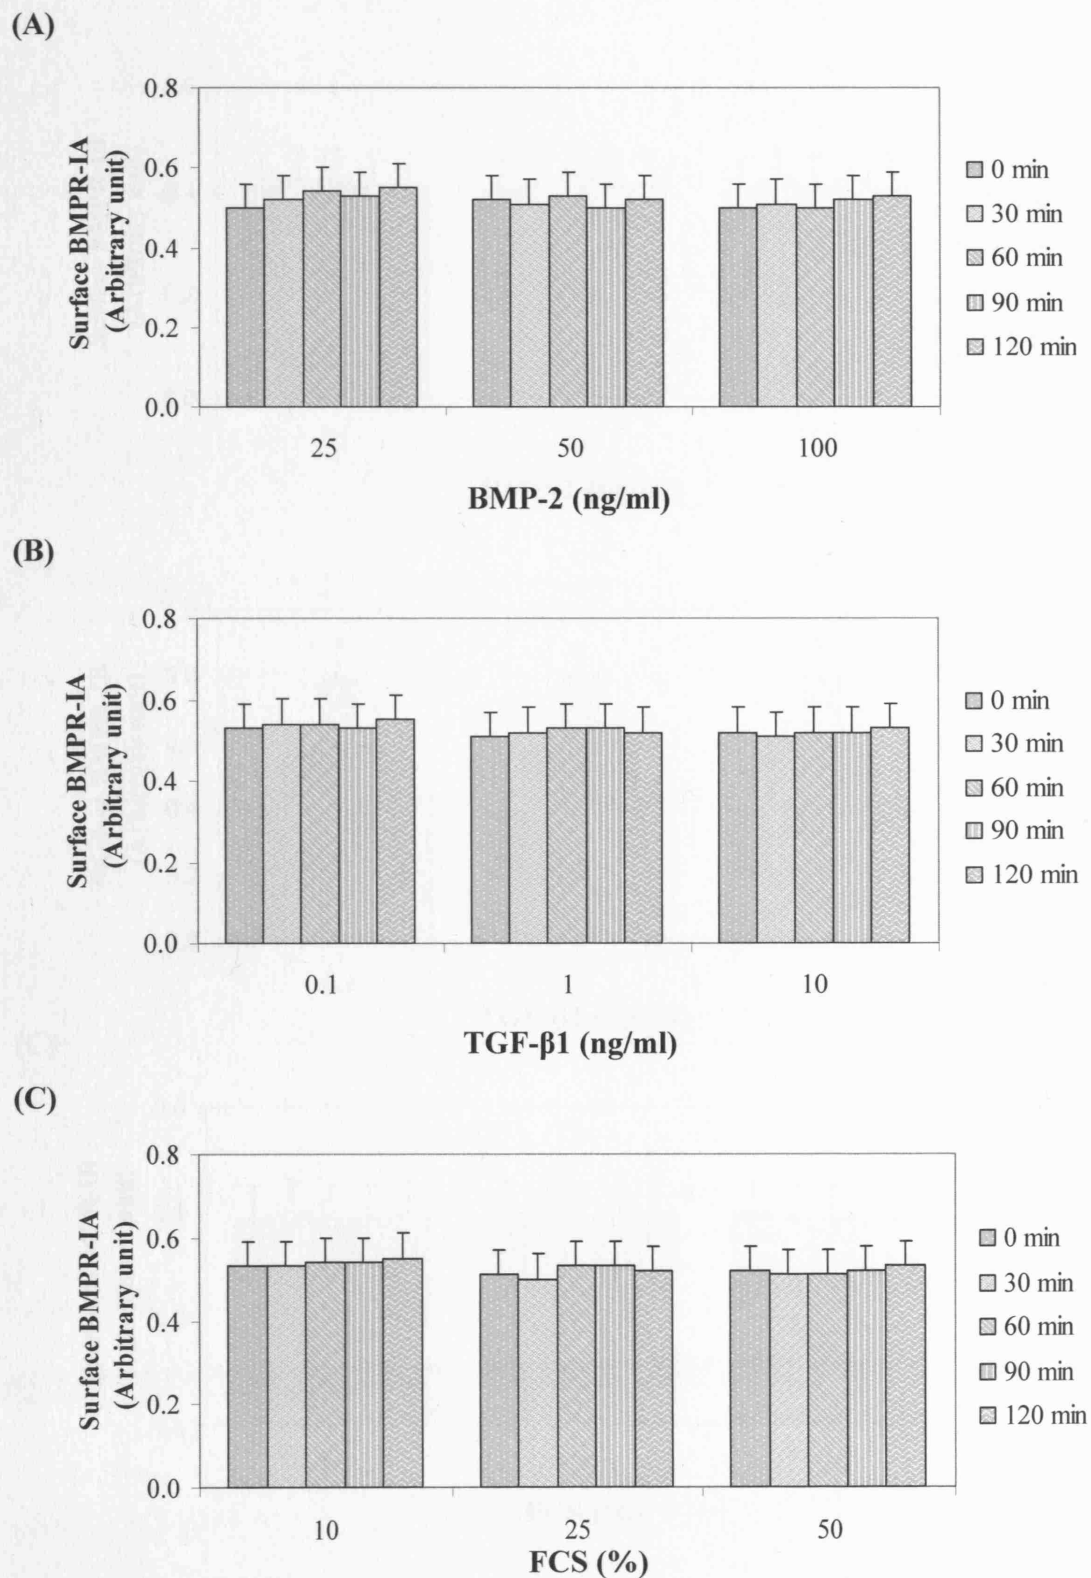 (A)
Surface BMPR-IA
(Arbitrary unit)
0.8
0.6
0.4
0.2
0.0
25 50 100
BMP-2 (ng/ml)
0 min
30 min
60 min
90 min
120 min
(B)
Surface BMPR-IA
(Arbitrary unit)
0.8
0.6
0.4
0.2
0.0
0.1 1 10
TGF-β1 (ng/ml)
0 min
30 min
60 min
90 min
120 min
(C)
Surface BMPR-IA
(Arbitrary unit)
0.8
0.6
0.4
0.2
0.0
10 25 50
FCS (%)
0 min
30 min
60 min
90 min
120 min